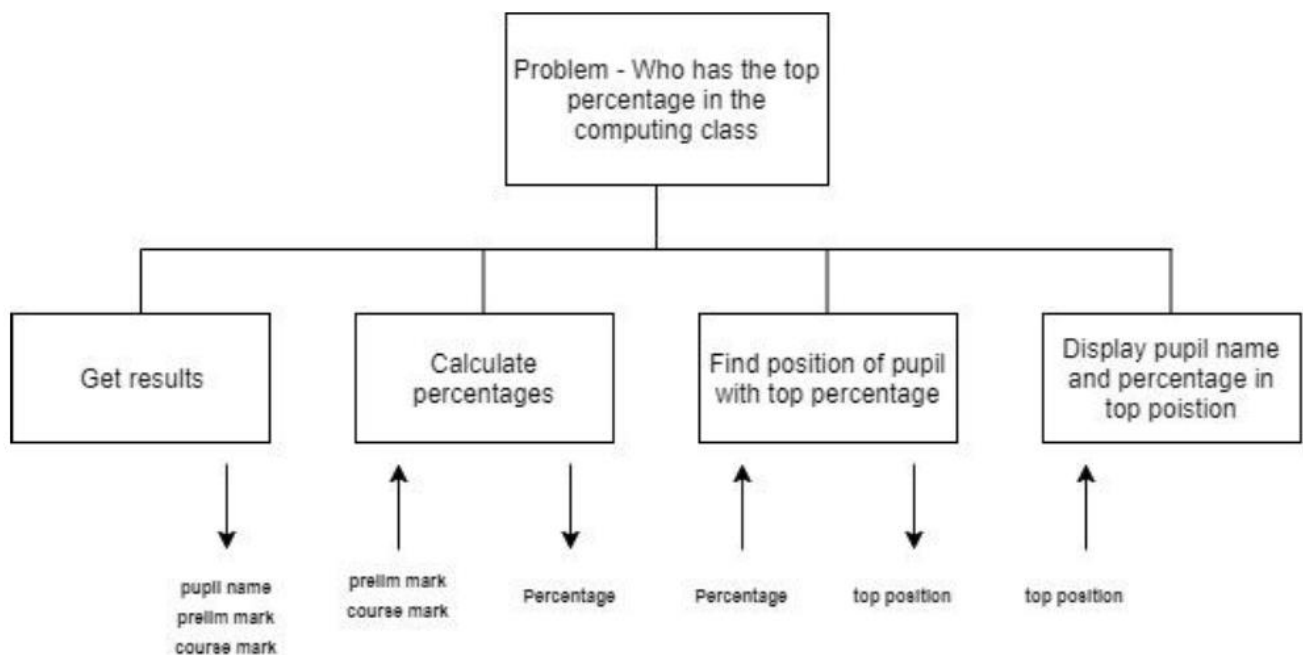 Problem - Who has the top
percentage in the
computing class
Get results
Calculate
percentages
Find position of pupil
with top percentage
Display pupil name
and percentage in
top poistion
pupil name
prelim mark
course mark
prelim mark
course mark
Percentage
Percentage
top position
top position